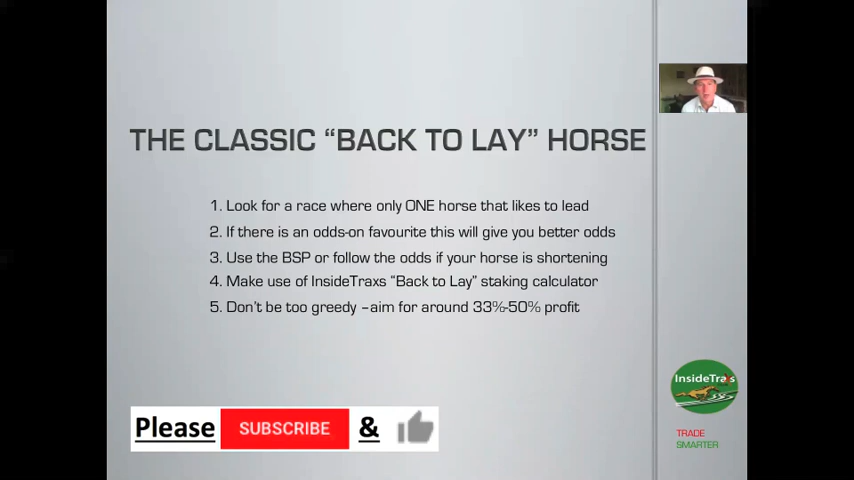 THE CLASSIC “BACK TO LAY” HORSE
1. Look for a race where only ONE horse that likes to lead
2. If there is an odds-on favourite this will give you better odds
3. Use the BSP or follow the odds if your horse is shortening
4. Make use of InsideTraxs “Back to Lay” staking calculator
5. Don’t be too greedy –aim for around 33%-50% profit
InsideTraxs
TRADE
SMARTER
Please SUBSCRIBE &